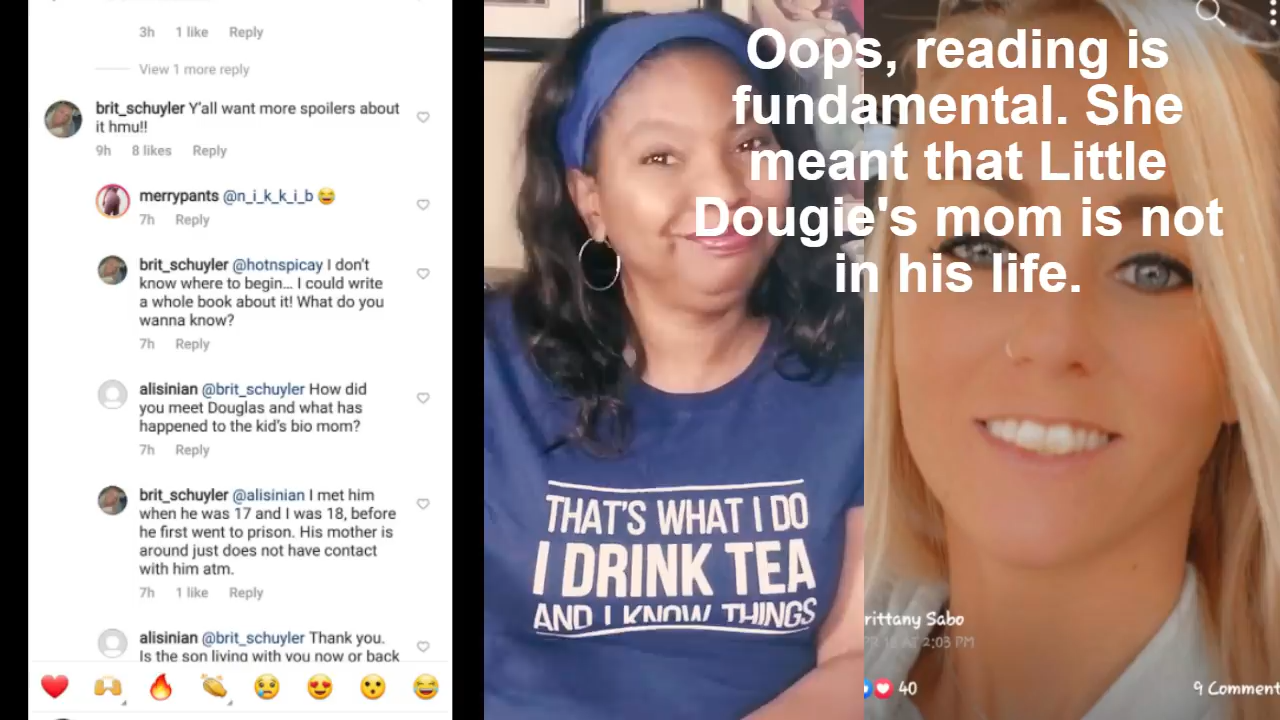 3h 1 like Reply
View 1 more reply
brit_schuyler Y'all want more spoilers about
it hmu!!
9h 8 likes Reply
merrypants @n_i_k_k_i_b 😂
7h Reply
brit_schuyler @hotnspicay I don't
know where to begin... I could write
a whole book about it! What do you
wanna know?
7h Reply
alisinian @brit_schuyler How did
you meet Douglas and what has
happened to the kid's bio mom?
7h Reply
brit_schuyler @alisinian I met him
when he was 17 and I was 18, before
he first went to prison. His mother is
around just does not have contact
with him atm.
7h 1 like Reply
alisinian @brit_schuyler Thank you.
Is the son living with you now or back
THAT'S WHAT I DO
I DRINK TEA
AND I KNOW THINGS
Oops, reading is
fundamental. She
meant that Little
Dougie's mom is not
in his life.
rittany Sabo
2:03 PM
40
9 Comment